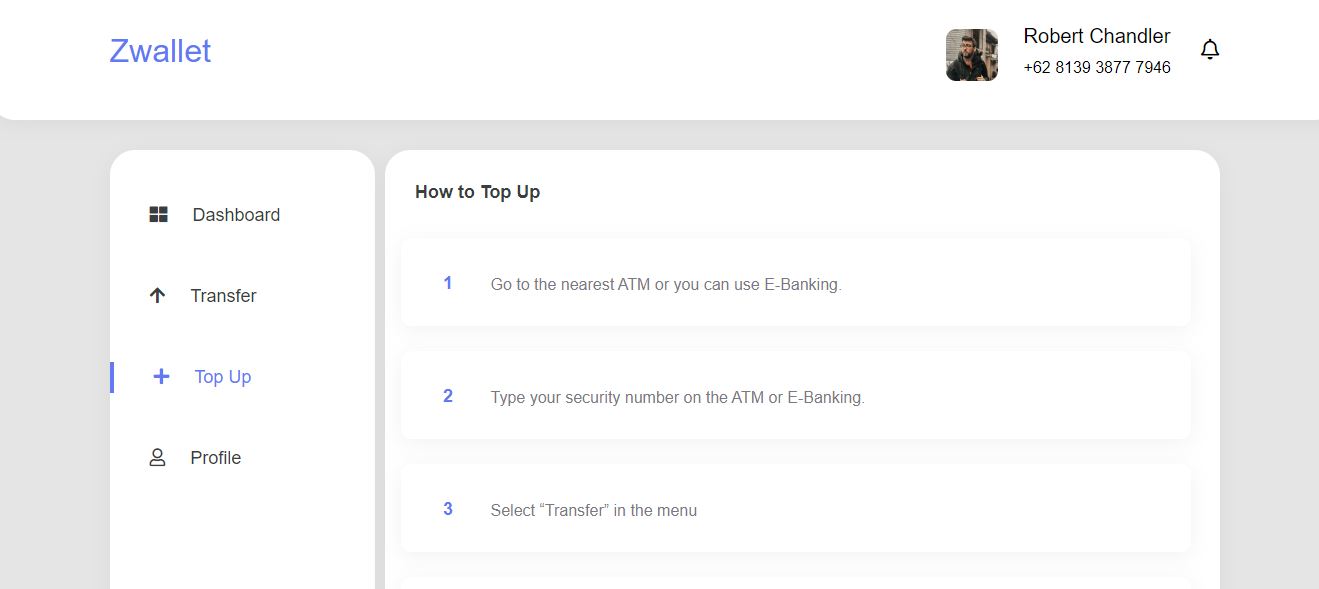 Zwallet
Robert Chandler
+62 8139 3877 7946
Dashboard
Transfer
Top Up
Profile
How to Top Up
1 Go to the nearest ATM or you can use E-Banking.
2 Type your security number on the ATM or E-Banking.
3 Select “Transfer” in the menu